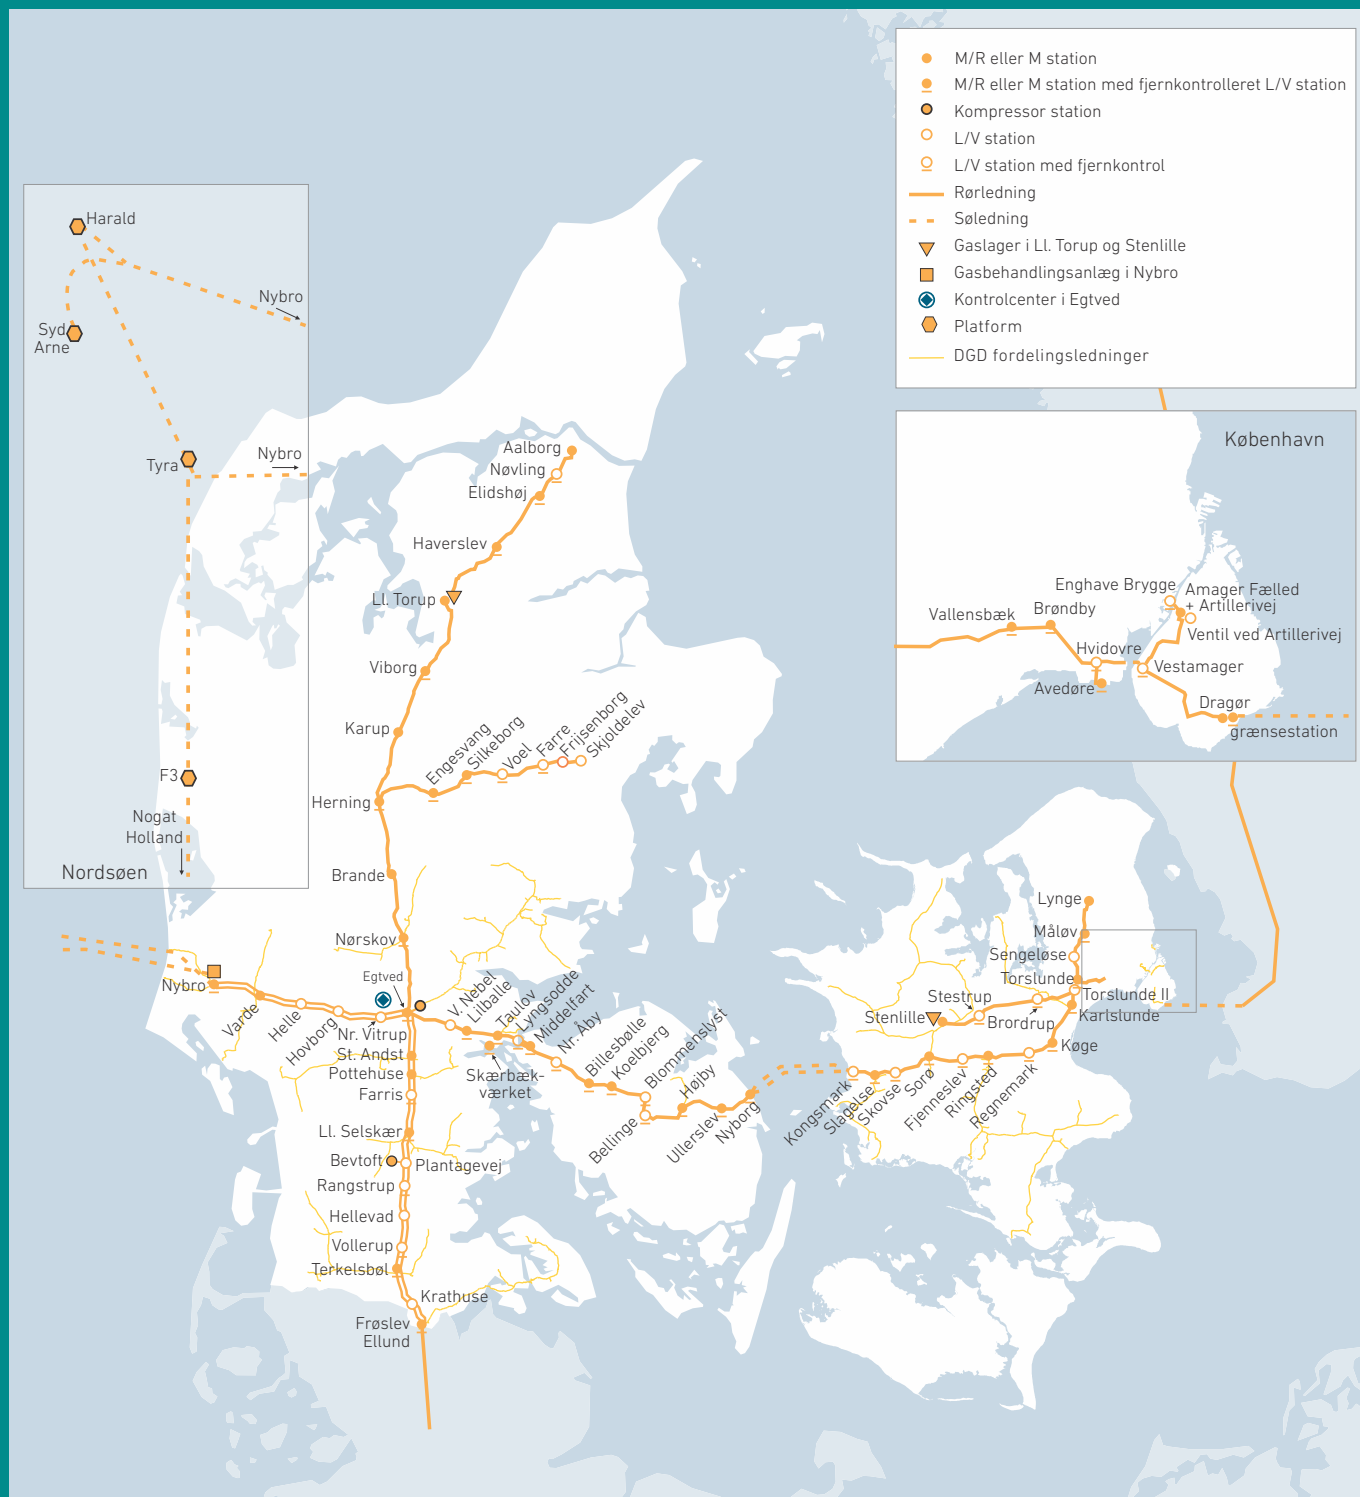 M/R eller M station
M/R eller M station med fjernkontrolleret L/V station
Kompressor station
L/V station
L/V station med fjernkontrol
Rørledning
Søledning
Gaslager i Ll. Torup og Stenlille
Gasbehandlingsanlæg i Nybro
Kontrolcenter i Egtved
Platform
DGD fordelingsledninger
Harald
Nybro
Syd
Arne
Tyra
Nybro
F3
Nogat
Holland
Nordsøen
København
Enghave Brygge
Amager Fælled
+ Artillerivej
Vallensbæk
Brøndby
Ventil ved Artillerivej
Hvidovre
Vestamager
Avedøre
Dragør
grænsestation
Aalborg
Nøvling
Elidshøj
Haverslev
Ll. Torup
Viborg
Karup
Engesvang
Silkeborg
Voel
Farre
Frijsenborg
Skjoldelev
Herning
Brande
Nørskov
Egtved
Nybro
Varde
Helle
Hovborg
Nr. Vitrup
V. Nebel
Lilballe
Taulov
Lyngsodde
Middelfart
Nr. Åby
Billesbølle
Koelbjerg
Blommenslyst
Skærbæk-
værket
Bellinge
Højby
Ullerslev
Nyborg
St. Andst
Pottehuse
Farris
Ll. Selskær
Bevtoft
Plantagevej
Rangstrup
Hellevad
Vollerup
Terkelsbøl
Krathuse
Frøslev
Ellund
Lynge
Måløv
Sengeløse
Torslunde
Stestrup
Torslunde II
Stenlille
Brordrup
Karlslunde
Køge
Kongsmark
Slagelse
Skovse
Sorø
Fjenneslev
Ringsted
Regnemark